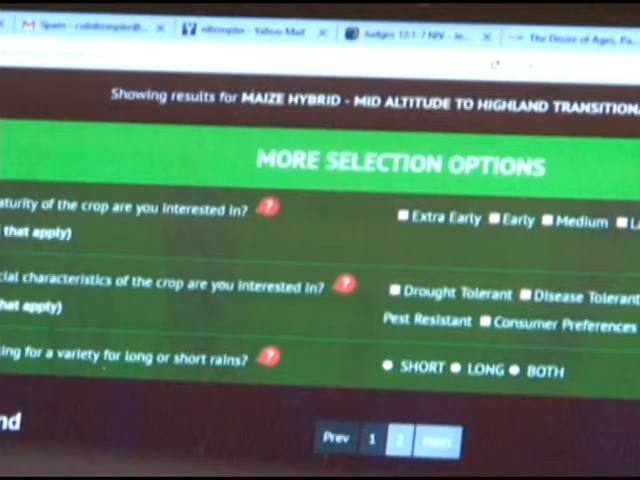 Spam -
- Yahoo Mail
Judges 12:1-7 NIV - Je...
The Desire of Ages, Pa...
Showing results for MAIZE HYBRID - MID ALTITUDE TO HIGHLAND TRANSITION
MORE SELECTION OPTIONS
aturity of the crop are you interested in? ?
that apply)
Extra Early Early Medium
cial characteristics of the crop are you interested in? ?
hat apply)
Drought Tolerant Disease Tolerant
Pest Resistant Consumer Preferences
ing for a variety for long or short rains? ?
SHORT LONG BOTH
nd
Prev 1 2 Next